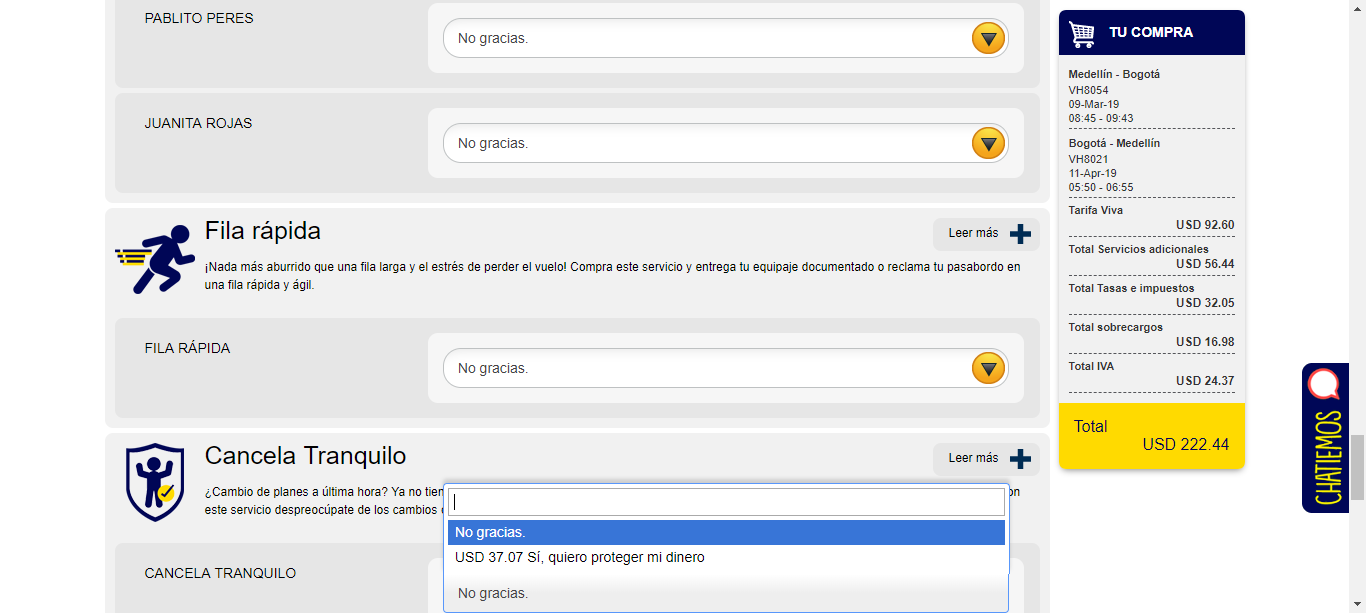 PABLITO PERES
No gracias.
JUANITA ROJAS
No gracias.
Fila rápida
Leer más
¡Nada más aburrido que una fila larga y el estrés de perder el vuelo! Compra este servicio y entrega tu equipaje documentado o reclama tu pasabordo en
una fila rápida y ágil.
FILA RÁPIDA
No gracias.
Cancela Tranquilo
Leer más
¿Cambio de planes a última hora? Ya no
este servicio despreocúpate de los cambios
No gracias.
USD 37.07 Sí, quiero proteger mi dinero
CANCELA TRANQUILO
No gracias.
TU COMPRA
Medellín - Bogotá
VH8054
09-Mar-19
08:45 - 09:43
Bogotá - Medellín
VH8021
11-Apr-19
05:50 - 06:55
Tarifa Viva
USD 92.60
Total Servicios adicionales
USD 56.44
Total Tasas e impuestos
USD 32.05
Total sobrecargos
USD 16.98
Total IVA
USD 24.37
Total
USD 222.44
CHATIEMOS